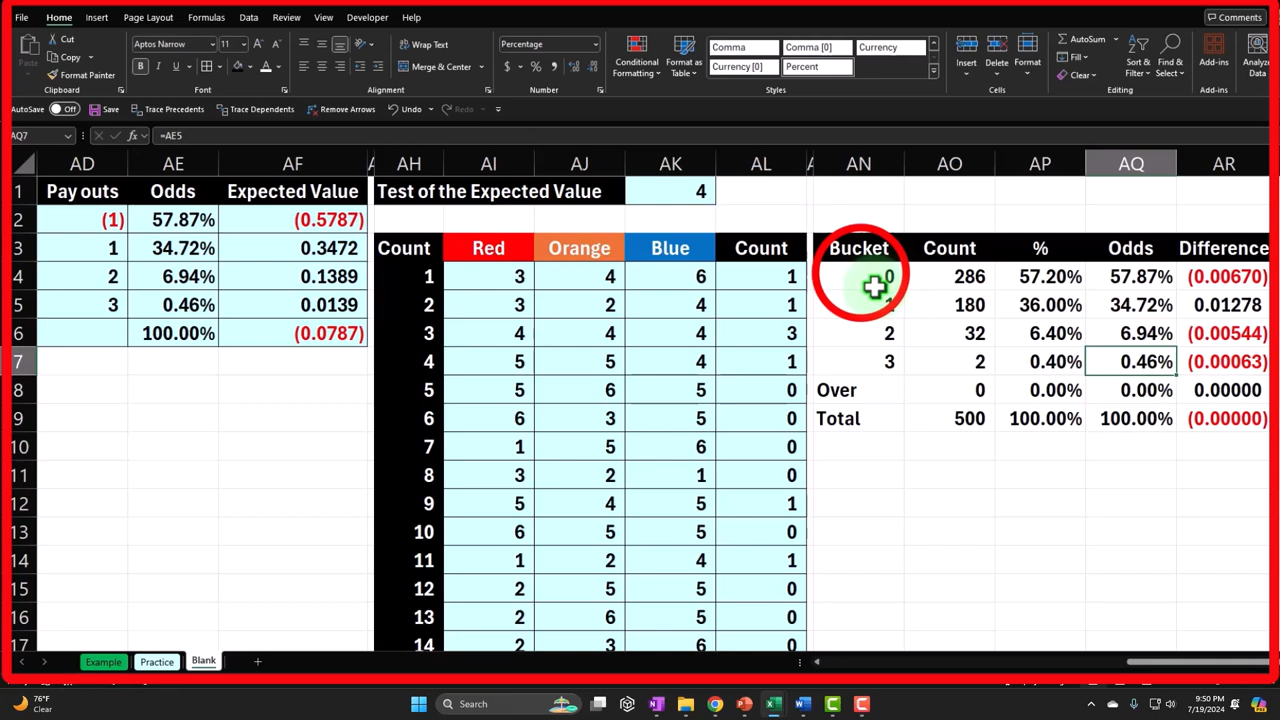 File Home Insert Page Layout Formulas Data Review View Developer Help Comments
Cut Aptos Narrow 11 Wrap Text Percentage Comma Comma [0] Currency AutoSum
Copy Fill
Paste Format Painter B I U Merge & Center $ % Currency [0] Percent Conditional Formatting Format as Table Insert Delete Format Clear Sort & Filter Find & Select Add-ins Analyze Data
Clipboard Font Alignment Number Styles Cells Editing Add-ins
AutoSave Off Save Trace Precedents Trace Dependents Remove Arrows Undo Redo
AQ7 fx =AE5
AD AE AF AH AI AJ AK AL AN AO AP AQ AR
1 Pay outs Odds Expected Value Test of the Expected Value 4
2 (1) 57.87% (0.5787)
3 1 34.72% 0.3472 Count Red Orange Blue Count Bucket Count % Odds Difference
4 2 6.94% 0.1389 1 3 4 6 1 0 286 57.20% 57.87% (0.00670)
5 3 0.46% 0.0139 2 3 2 4 1 1 180 36.00% 34.72% 0.01278
6 100.00% (0.0787) 3 4 4 4 3 2 32 6.40% 6.94% (0.00544)
7 4 5 5 4 1 3 2 0.40% 0.46% (0.00063)
8 5 5 6 5 0 Over 0 0.00% 0.00% 0.00000
9 6 6 3 5 0 Total 500 100.00% 100.00% (0.00000)
10 7 1 5 6 0
11 8 3 2 1 0
12 9 5 4 5 1
13 10 6 5 5 0
14 11 1 2 4 1
15 12 2 5 5 0
16 13 2 6 5 0
17 14 2 3 6 0
Example Practice Blank
76°F
Clear
Search
9:50 PM
7/19/2024